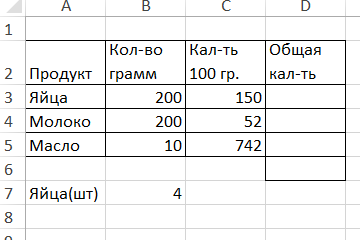 A B C D
1
Кол-во Кал-ть Общая
2 Продукт грамм 100 гр. кал-ть
3 Яйца 200 150
4 Молоко 200 52
5 Масло 10 742
6
7 Яйца(шт) 4
8
9